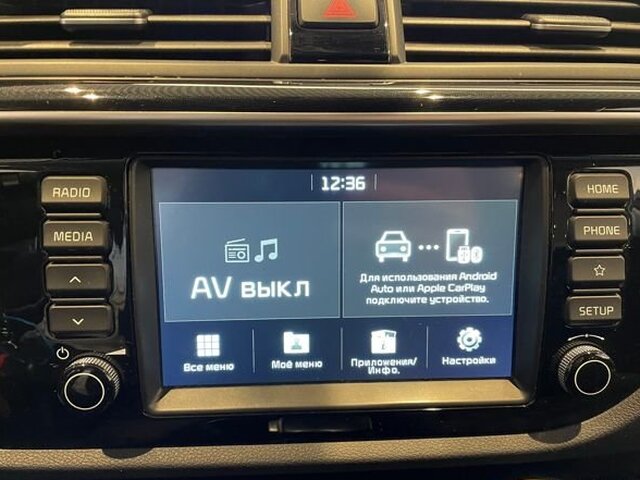 12:36
RADIO
MEDIA
HOME
PHONE
SETUP
AV выкл
Для использования Android
Auto или Apple CarPlay
подключите устройство.
Все меню
Моё меню
Приложения/
Инфо.
Настройки